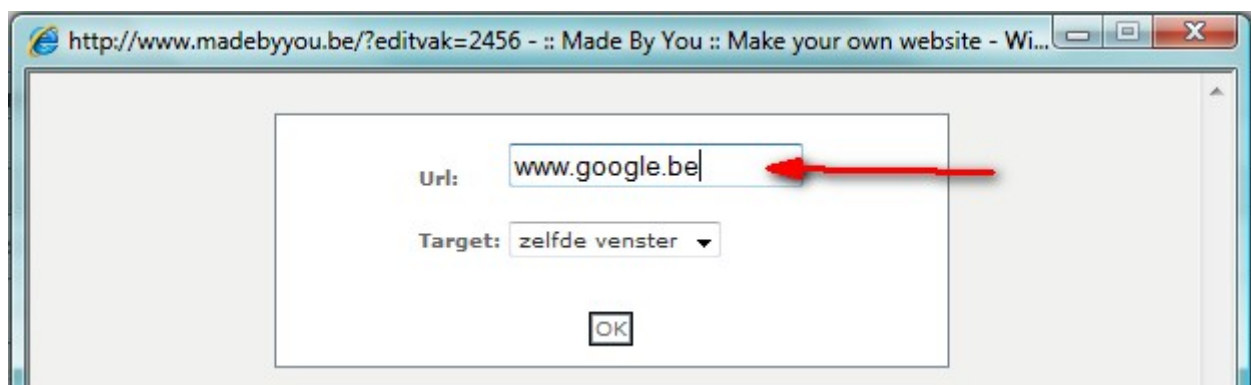 http://www.madebyyou.be/?editvak=2456 - :: Made By You :: Make your own website - Wi...
Url: www.google.be
Target: zelfde venster
OK